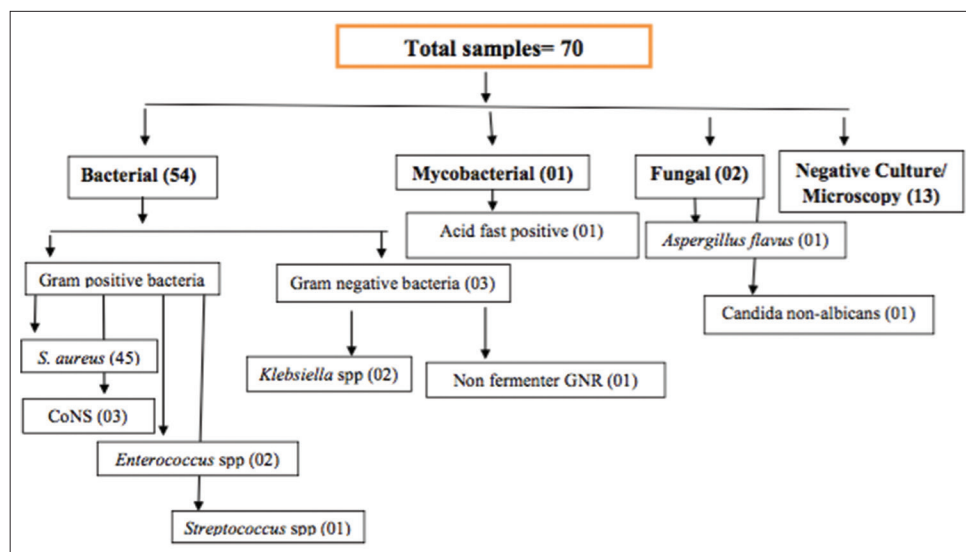 Total samples= 70
Bacterial (54)
Mycobacterial (01)
Fungal (02)
Negative Culture/
Microscopy (13)
Acid fast positive (01)
Aspergillus flavus (01)
Gram positive bacteria
Gram negative bacteria (03)
Candida non-albicans (01)
S. aureus (45)
Klebsiella spp (02)
Non fermenter GNR (01)
CoNS (03)
Enterococcus spp (02)
Streptococcus spp (01)